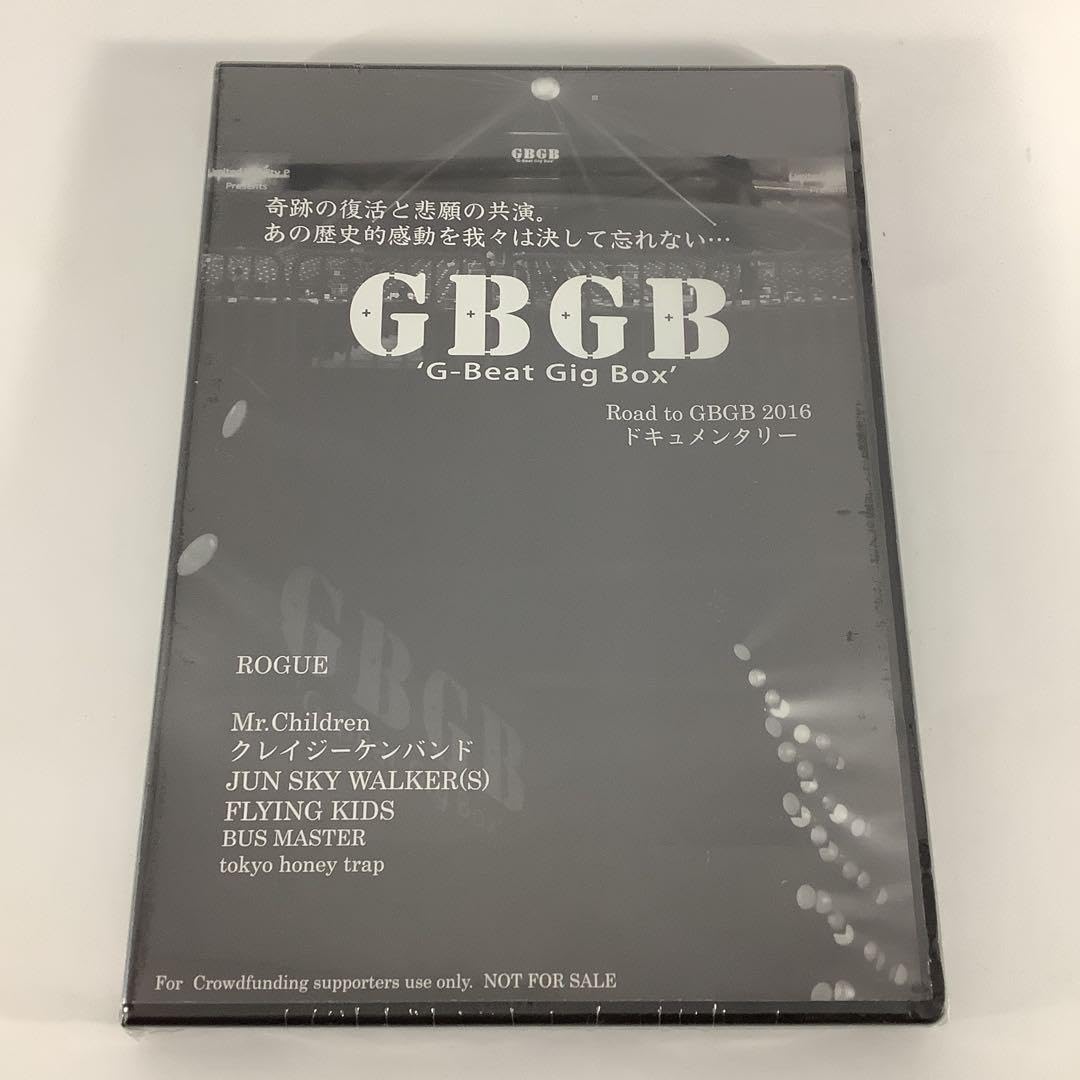 GBGB
'G-Beat Gig Box'
Presents
奇跡の復活と悲願の共演。
あの歴史的感動を我々は決して忘れない…
GBGB
'G-Beat Gig Box'
Road to GBGB 2016
ドキュメンタリー
GBGB
ROGUE
Mr.Children
クレイジーケンバンド
JUN SKY WALKER(S)
FLYING KIDS
BUS MASTER
tokyo honey trap
For Crowdfunding supporters use only. NOT FOR SALE